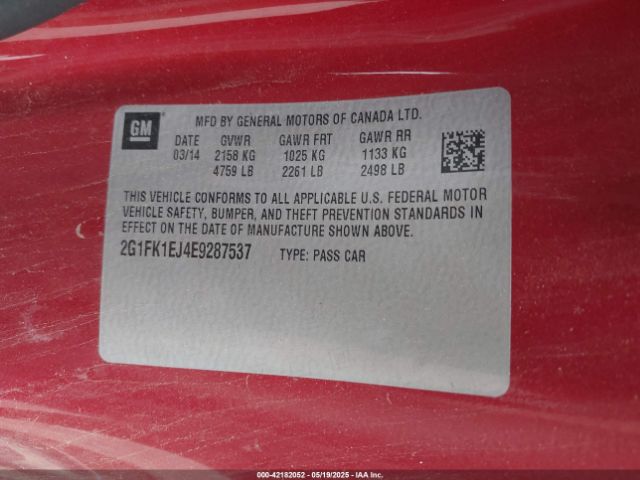 GM
MFD BY GENERAL MOTORS OF CANADA LTD.
DATE GVWR GAWR FRT GAWR RR
03/14 2158 KG 1025 KG 1133 KG
4759 LB 2261 LB 2498 LB
THIS VEHICLE CONFORMS TO ALL APPLICABLE U.S. FEDERAL MOTOR
VEHICLE SAFETY, BUMPER, AND THEFT PREVENTION STANDARDS IN
EFFECT ON THE DATE OF MANUFACTURE SHOWN ABOVE.
2G1FK1EJ4E9287537 TYPE: PASS CAR
000-42182052 - 05/19/2025 - IAA Inc.